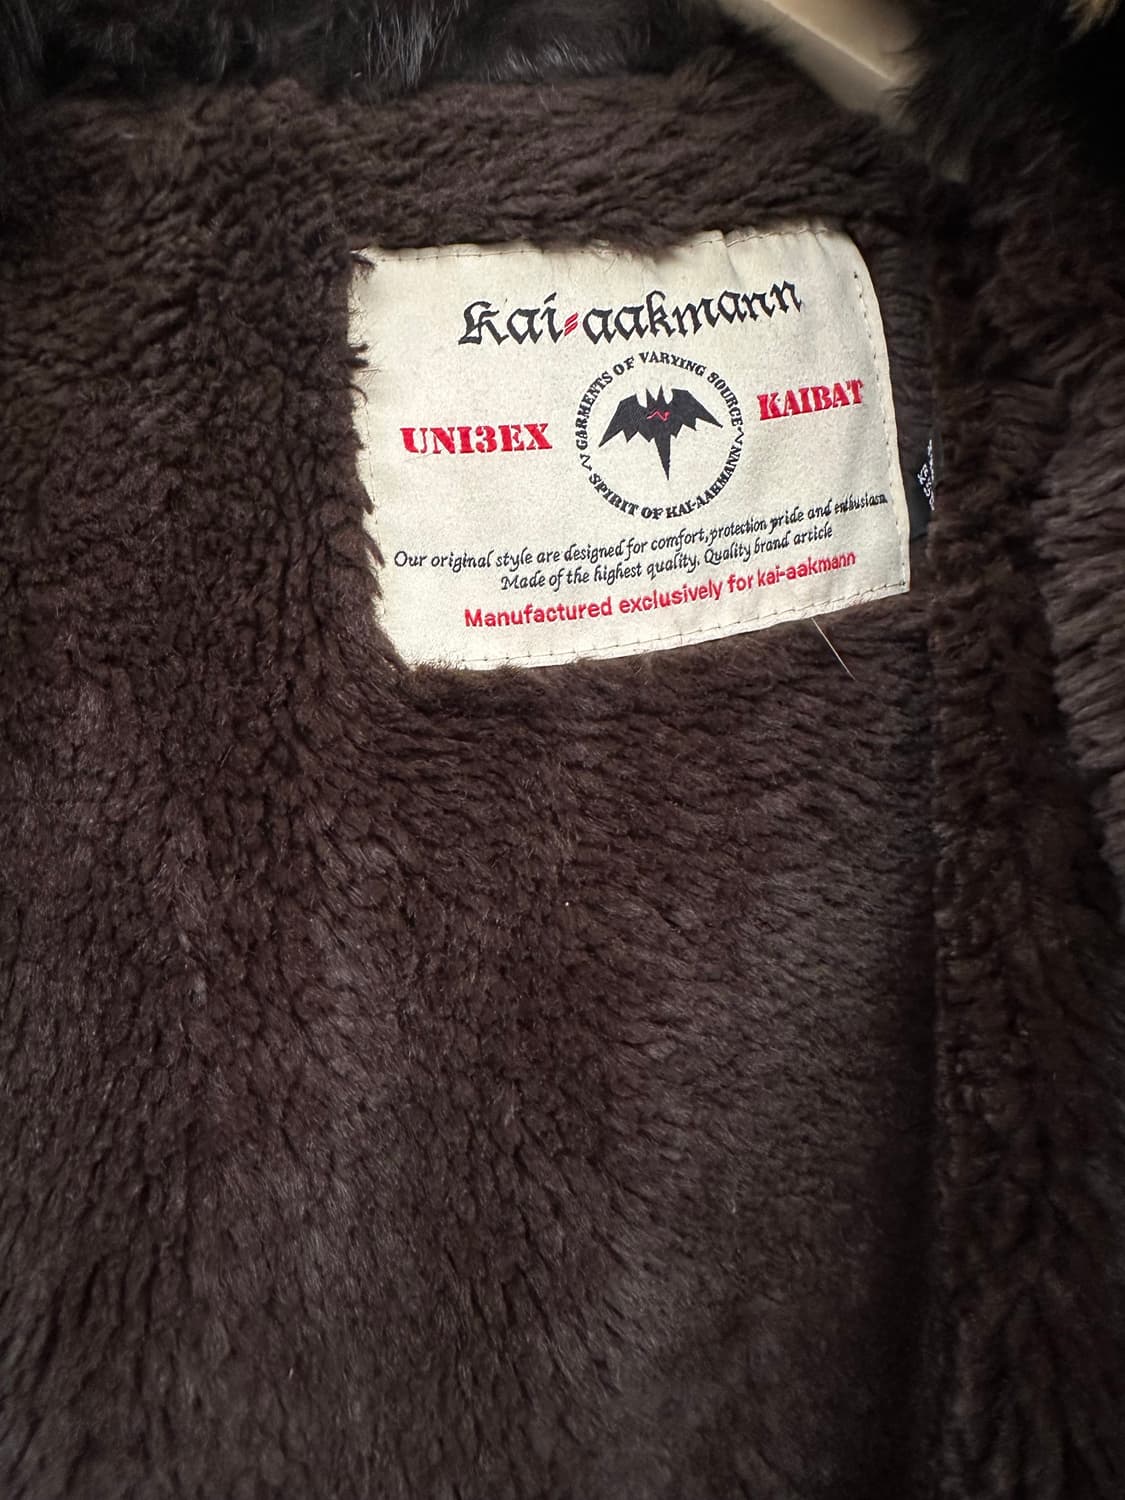 kai=aakmann
GARMENTS OF VARYING SOURCE
SPIRIT OF KAI-AAKMANN
UNI3EX
KAIBAT
Our original style are designed for comfort,protection pride and enthusiasm
Made of the highest quality. Quality brand article
Manufactured exclusively for kai-aakmann